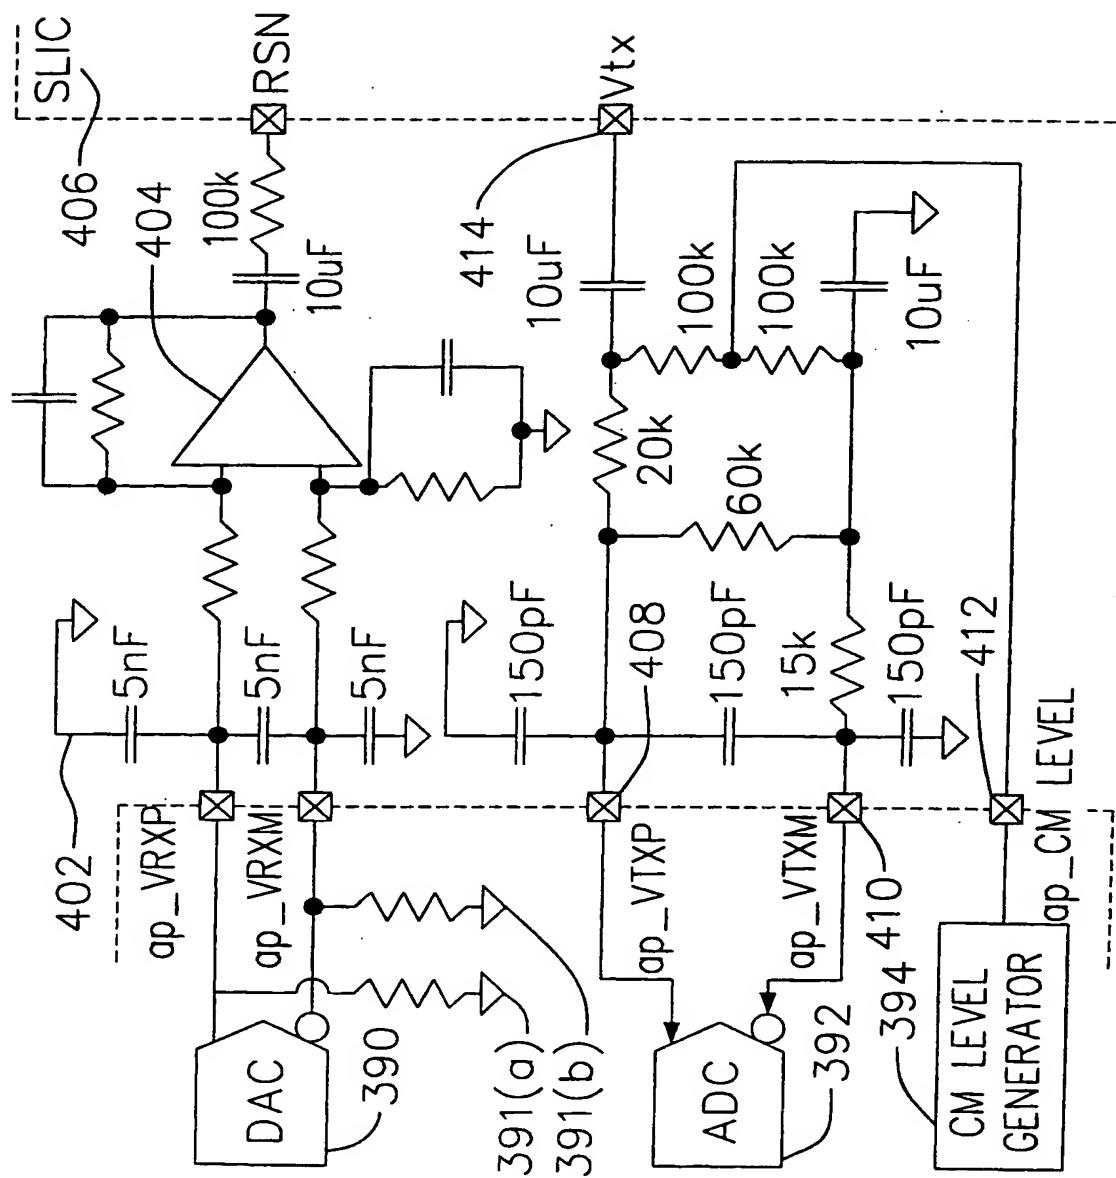 SLIC
406
404
RSN
100k
10uF
402
5nF
5nF
5nF
ap_VRXP
ap_VRXM
DAC
390
391(a)
391(b)
Vtx
414
10uF
100k
100k
10uF
20k
60k
150pF
150pF
15k
150pF
408
ap_VTXP
ap_VTXM
410
ADC
392
412
ap_CM LEVEL
394
CM LEVEL
GENERATOR